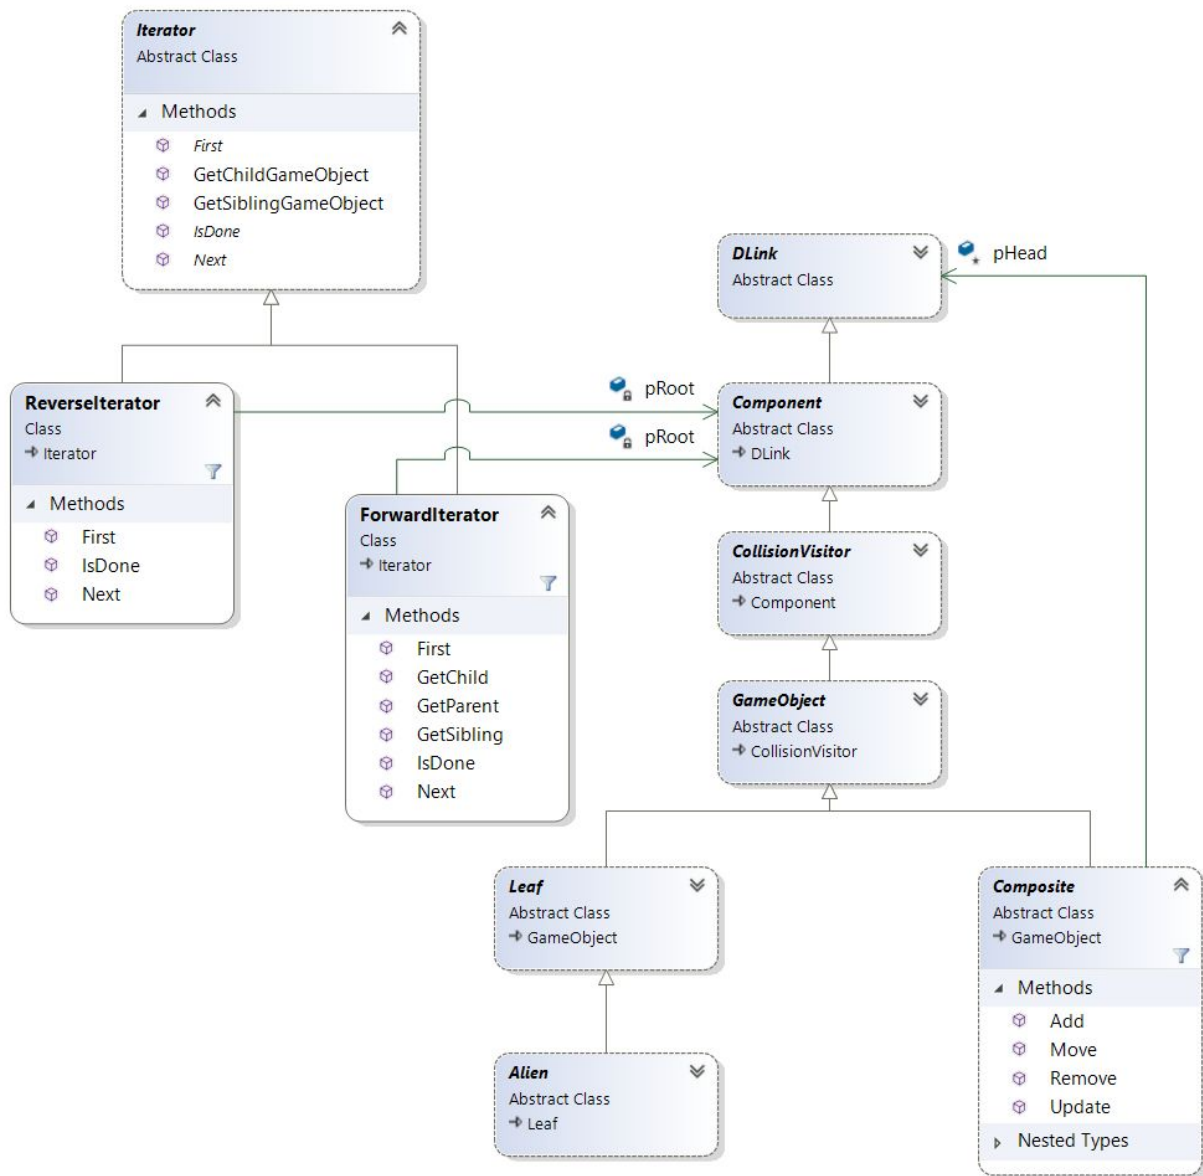 Iterator
Abstract Class
Methods
First
GetChildGameObject
GetSiblingGameObject
IsDone
Next
DLink
Abstract Class
pHead
ReverseIterator
Class
Iterator
Methods
First
IsDone
Next
pRoot
pRoot
Component
Abstract Class
DLink
ForwardIterator
Class
Iterator
Methods
First
GetChild
GetParent
GetSibling
IsDone
Next
CollisionVisitor
Abstract Class
Component
GameObject
Abstract Class
CollisionVisitor
Leaf
Abstract Class
GameObject
Composite
Abstract Class
GameObject
Methods
Add
Move
Remove
Update
Nested Types
Alien
Abstract Class
Leaf